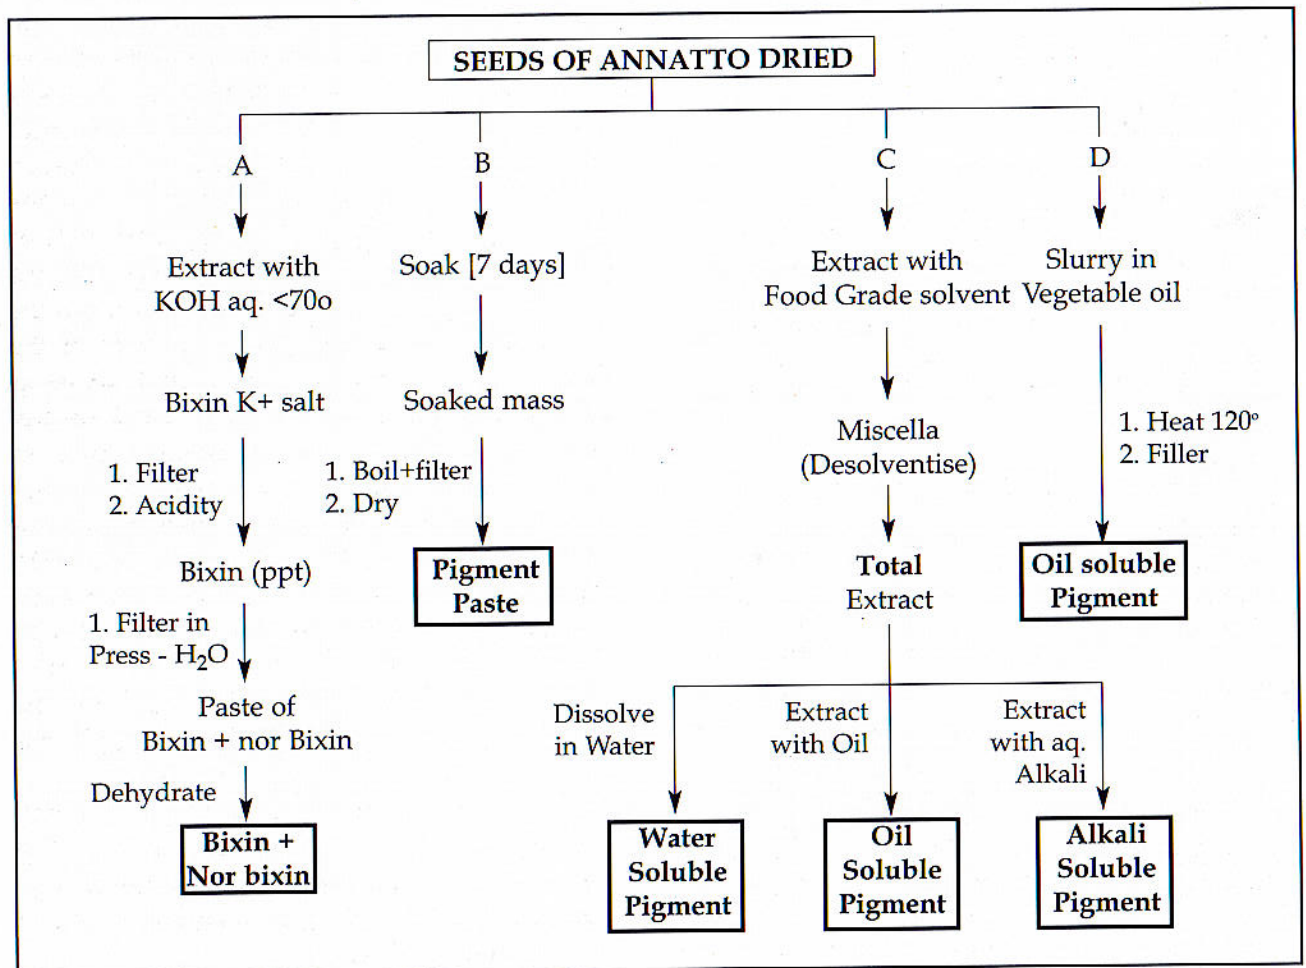 SEEDS OF ANNATTO DRIED
A
Extract with
KOH aq. <70o
Bixin K+ salt
1. Filter
2. Acidity
Bixin (ppt)
1. Filter in
Press - H₂O
Paste of
Bixin + nor Bixin
Dehydrate
Bixin +
Nor bixin
B
Soak [7 days]
Soaked mass
1. Boil+filter
2. Dry
Pigment
Paste
C
Extract with
Food Grade solvent
Miscella
(Desolventise)
Total
Extract
Dissolve
in Water
Water
Soluble
Pigment
Extract
with Oil
Oil
Soluble
Pigment
Extract
with aq.
Alkali
Alkali
Soluble
Pigment
D
Slurry in
Vegetable oil
1. Heat 120°
2. Filler
Oil soluble
Pigment